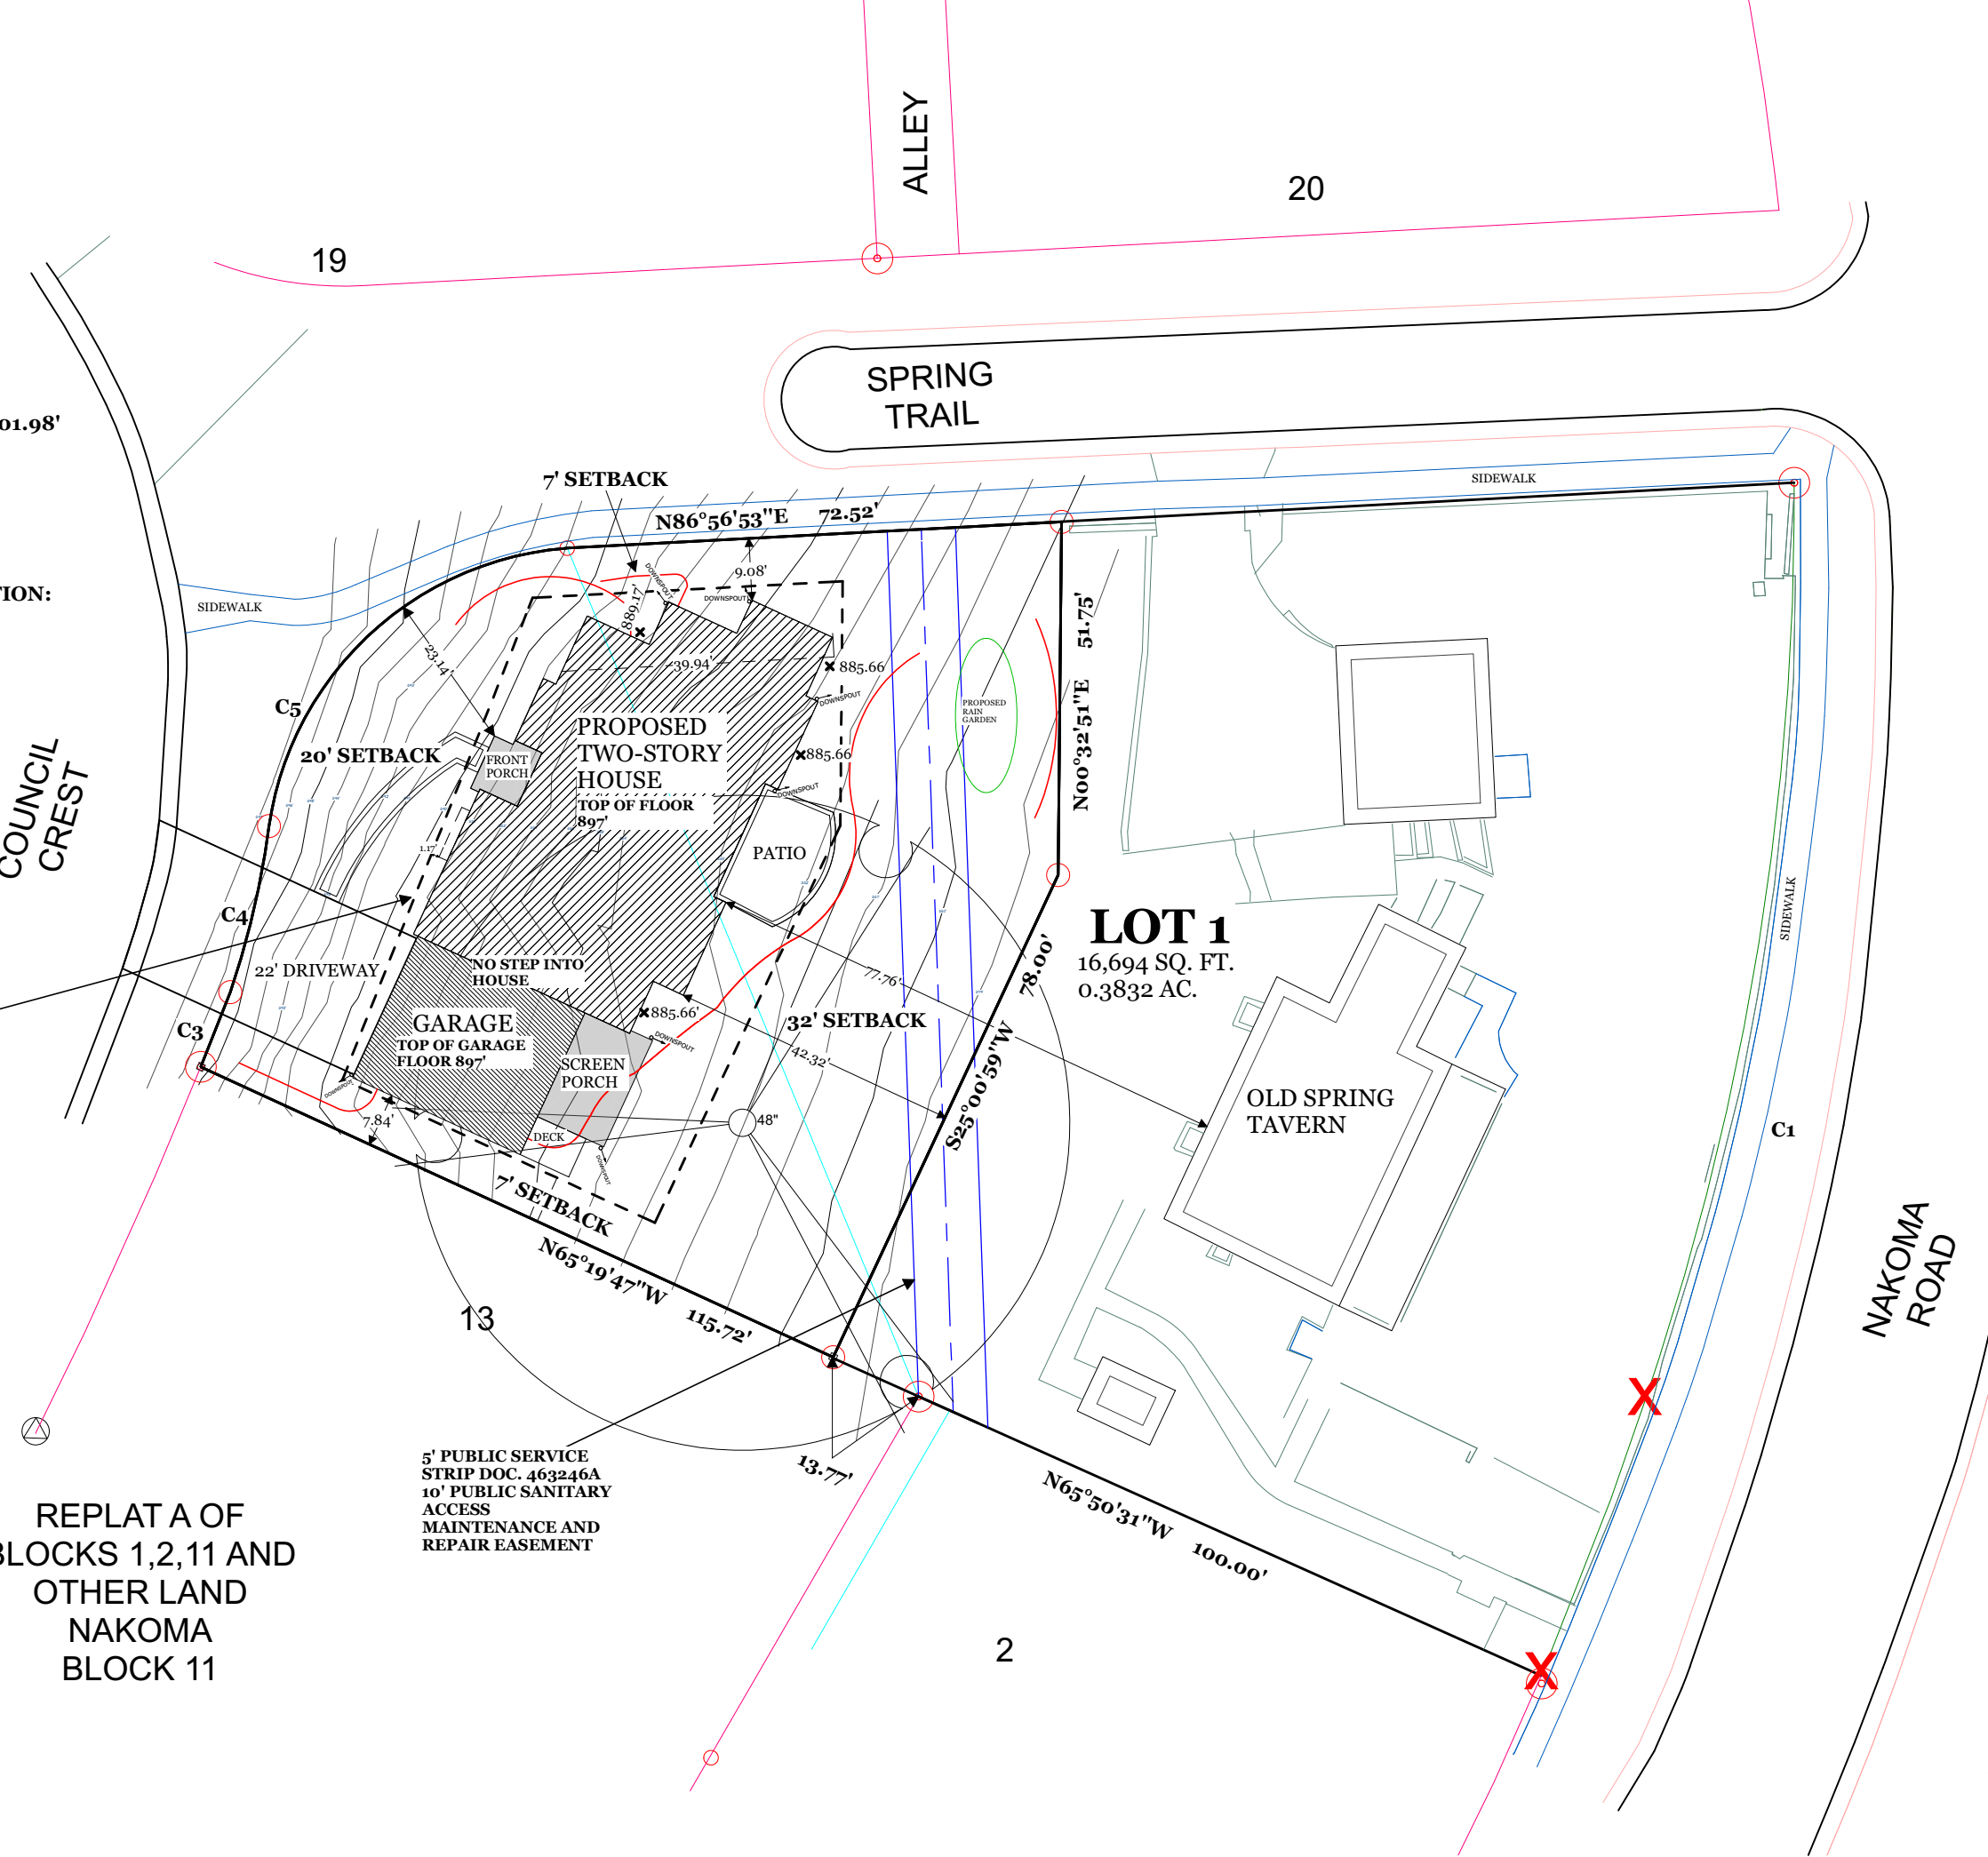 ALLEY
20
19
SPRING
TRAIL
01.98'
7' SETBACK
SIDEWALK
N86°56'53"E 72.52'
TION:
SIDEWALK
DOWNSPOUT
9.08'
DOWNSPOUT
889.17'
51.75'
N00°32'51"E
23.14'
39.94'
885.66
DOWNSPOUT
C5
PROPOSED
RAIN
GARDEN
PROPOSED
TWO-STORY
HOUSE
TOP OF FLOOR
897'
20' SETBACK
FRONT
PORCH
885.66
DOWNSPOUT
COUNCIL
CREST
1.17'
PATIO
C4
LOT 1
16,694 SQ. FT.
0.3832 AC.
SIDEWALK
22' DRIVEWAY
NO STEP INTO
HOUSE
77.76'
78.00'
S25°00'59"W
C3
GARAGE
TOP OF GARAGE
FLOOR 897'
885.66'
32' SETBACK
DOWNSPOUT
42.32'
SCREEN
PORCH
DOWNSPOUT
OLD SPRING
TAVERN
7.84'
48"
DECK
C1
DOWNSPOUT
7' SETBACK
N65°19'47"W 115.72'
13
NAKOMA
ROAD
X
5' PUBLIC SERVICE
STRIP DOC. 463246A
10' PUBLIC SANITARY
ACCESS
MAINTENANCE AND
REPAIR EASEMENT
13.77'
N65°50'31"W 100.00'
REPLAT A OF
BLOCKS 1,2,11 AND
OTHER LAND
NAKOMA
BLOCK 11
2
X